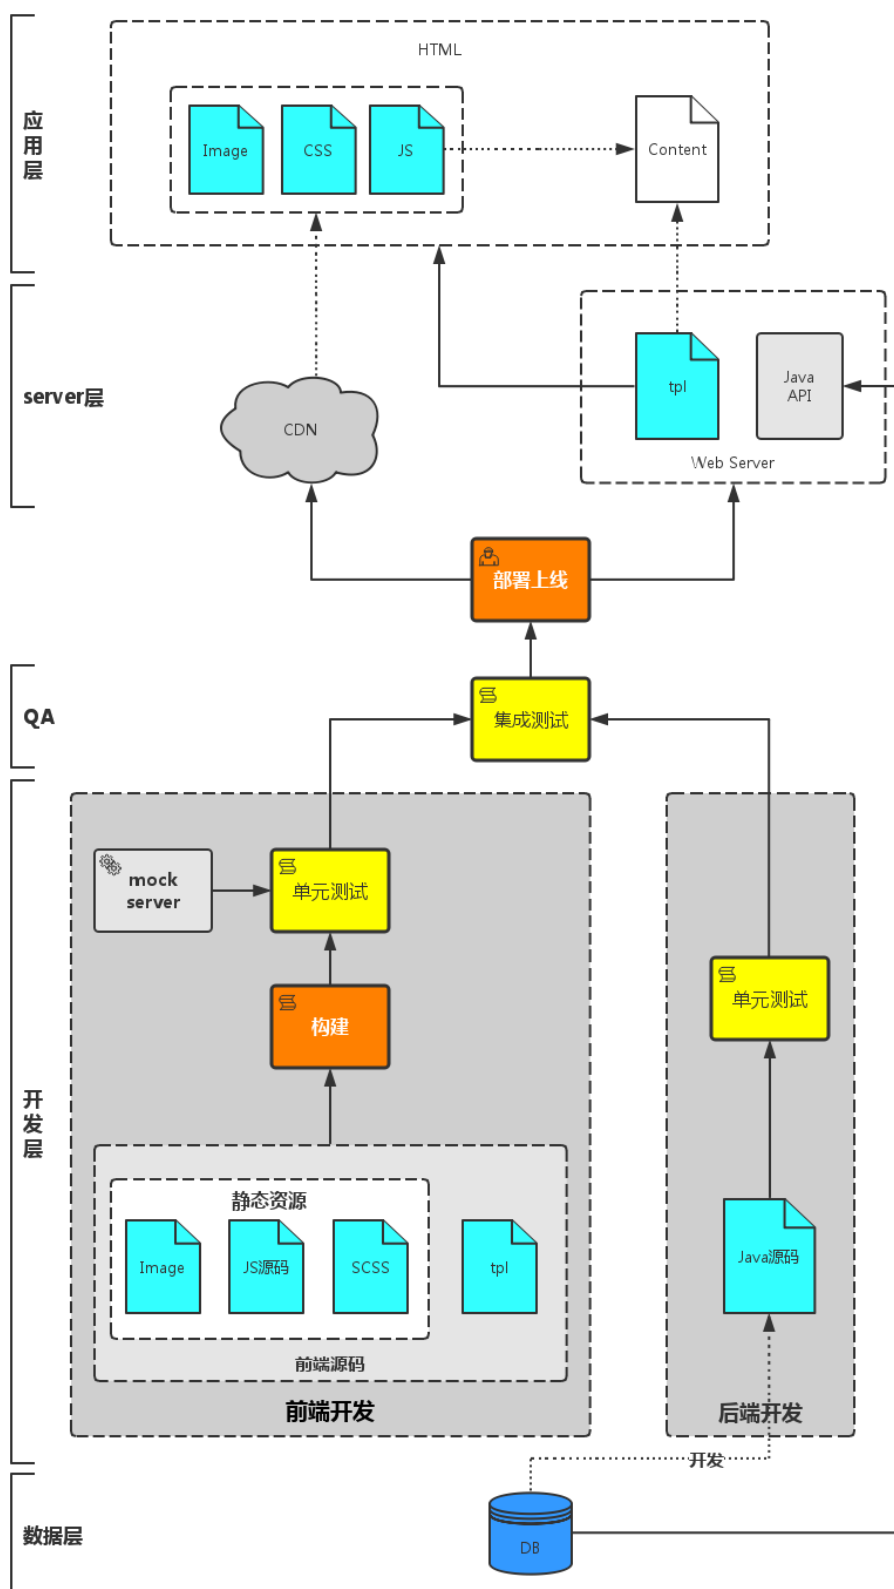 HTML
应
用
层
Image
CSS
JS
Content
server层
CDN
tpl
Java
API
Web Server
部署上线
QA
集成测试
mock
server
单元测试
单元测试
构建
开
发
层
静态资源
Image
JS源码
SCSS
tpl
Java源码
前端源码
前端开发
后端开发
开发
数据层
DB